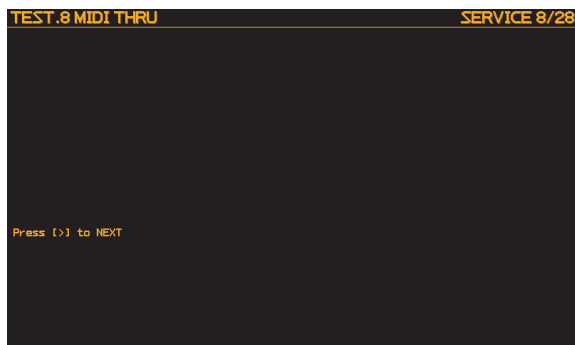 TEST.8 MIDI THRU SERVICE 8/28
Press [>] to NEXT